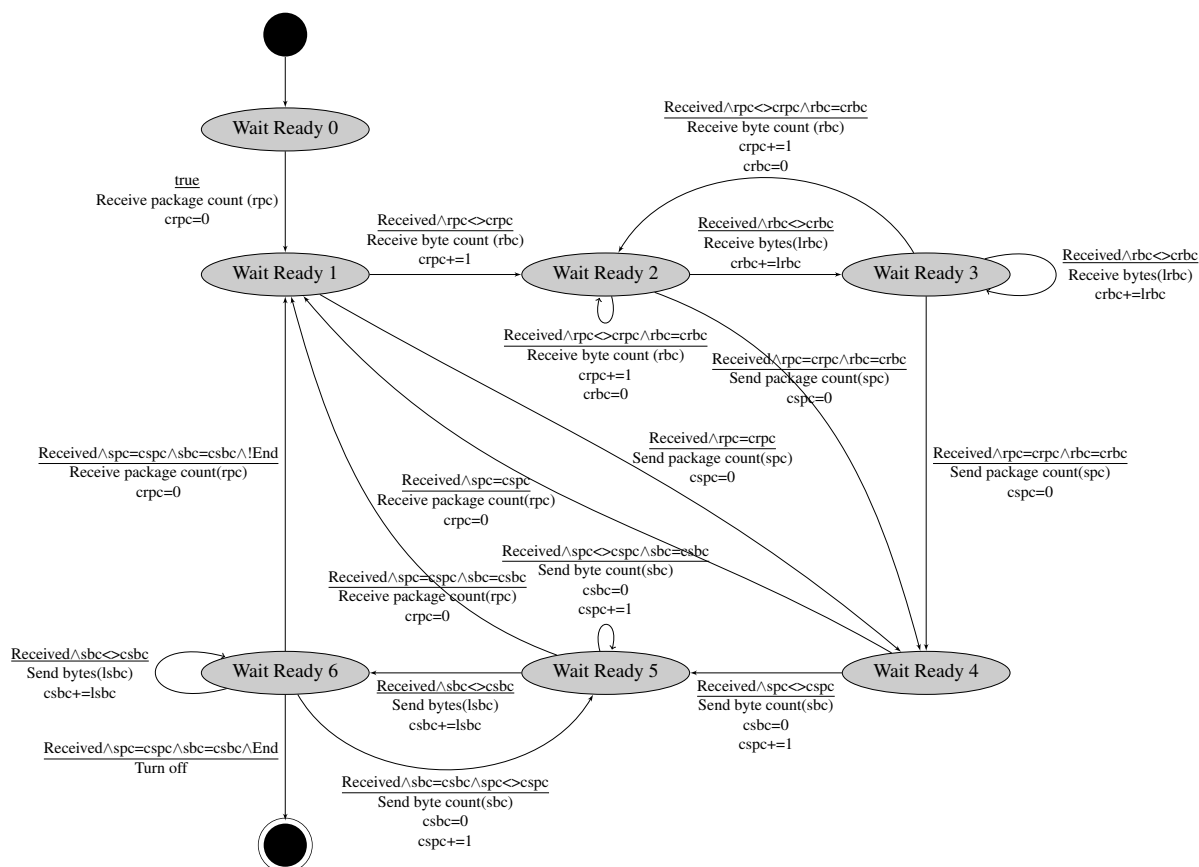 Wait Ready 0
true
Receive package count (rpc)
crpc=0
Received∧rpc<>crpc∧rbc=crbc
Receive byte count (rbc)
crpc+=1
crbc=0
Wait Ready 1
Received∧rpc<>crpc
Receive byte count (rbc)
crpc+=1
Wait Ready 2
Received∧rbc<>crbc
Receive bytes(lrbc)
crbc+=lrbc
Wait Ready 3
Received∧rbc<>crbc
Receive bytes(lrbc)
crbc+=lrbc
Received∧rpc<>crpc∧rbc=crbc
Receive byte count (rbc)
crpc+=1
crbc=0
Received∧rpc=crpc∧rbc=crbc
Send package count(spc)
cspc=0
Received∧spc=cspc∧sbc=csbc∧!End
Receive package count(rpc)
crpc=0
Received∧rpc=crpc
Send package count(spc)
cspc=0
Received∧rpc=crpc∧rbc=crbc
Send package count(spc)
cspc=0
Received∧spc=cspc
Receive package count(rpc)
crpc=0
Received∧spc<>cspc∧sbc=csbc
Send byte count(sbc)
csbc=0
cspc+=1
Received∧spc=cspc∧sbc=csbc
Receive package count(rpc)
crpc=0
Received∧sbc<>csbc
Send bytes(lsbc)
csbc+=lsbc
Wait Ready 6
Received∧sbc<>csbc
Send bytes(lsbc)
csbc+=lsbc
Wait Ready 5
Received∧spc<>cspc
Send byte count(sbc)
csbc=0
cspc+=1
Wait Ready 4
Received∧spc=cspc∧sbc=csbc∧End
Turn off
Received∧sbc=csbc∧spc<>cspc
Send byte count(sbc)
csbc=0
cspc+=1